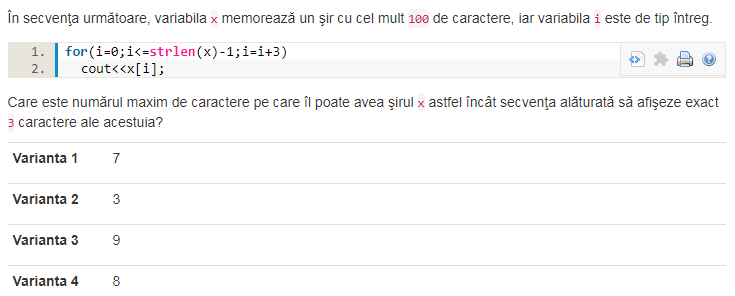 În secvenţa următoare, variabila x memorează un şir cu cel mult 100 de caractere, iar variabila i este de tip întreg.
1. for(i=0;i<=strlen(x)-1;i=i+3)
2. cout<<x[i];
Care este numărul maxim de caractere pe care îl poate avea şirul x astfel încât secvenţa alăturată să afişeze exact
3 caractere ale acestuia?
Varianta 1 7
Varianta 2 3
Varianta 3 9
Varianta 4 8